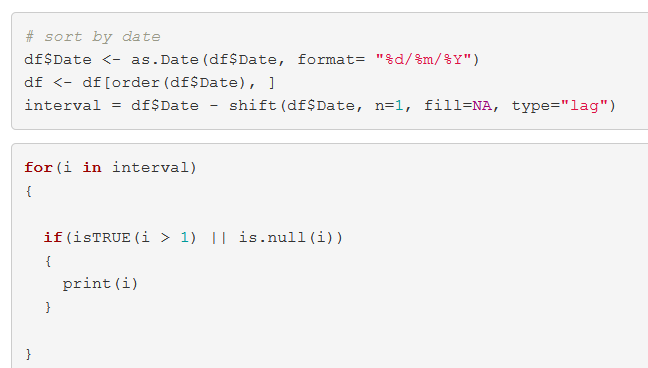 # sort by date
df$Date <- as.Date(df$Date, format= "%d/%m/%Y")
df <- df[order(df$Date), ]
interval = df$Date - shift(df$Date, n=1, fill=NA, type="lag")
for(i in interval)
{
if(isTRUE(i > 1) || is.null(i))
{
print(i)
}
}